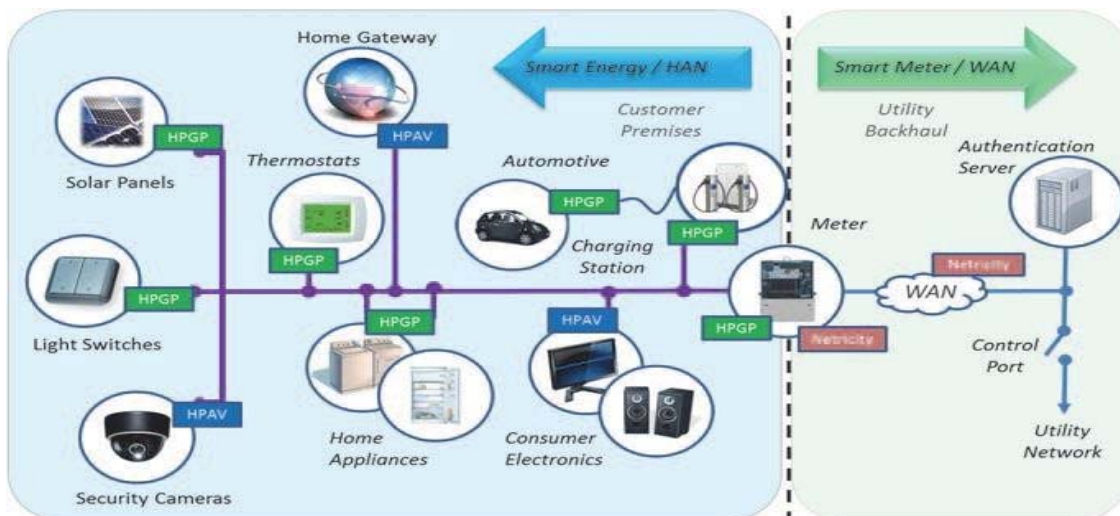 Home Gateway
HPAV
Smart Energy / HAN
Customer
Premises
Smart Meter / WAN
Utility
Backhaul
HPGP
Solar Panels
Thermostats
HPGP
Automotive
HPGP
HPGP
Charging
Station
Authentication
Server
Meter
HPGP
Netricity
WAN
Netricity
HPGP
Light Switches
HPGP
HPAV
Control
Port
HPAV
Security Cameras
Home
Appliances
Consumer
Electronics
Utility
Network